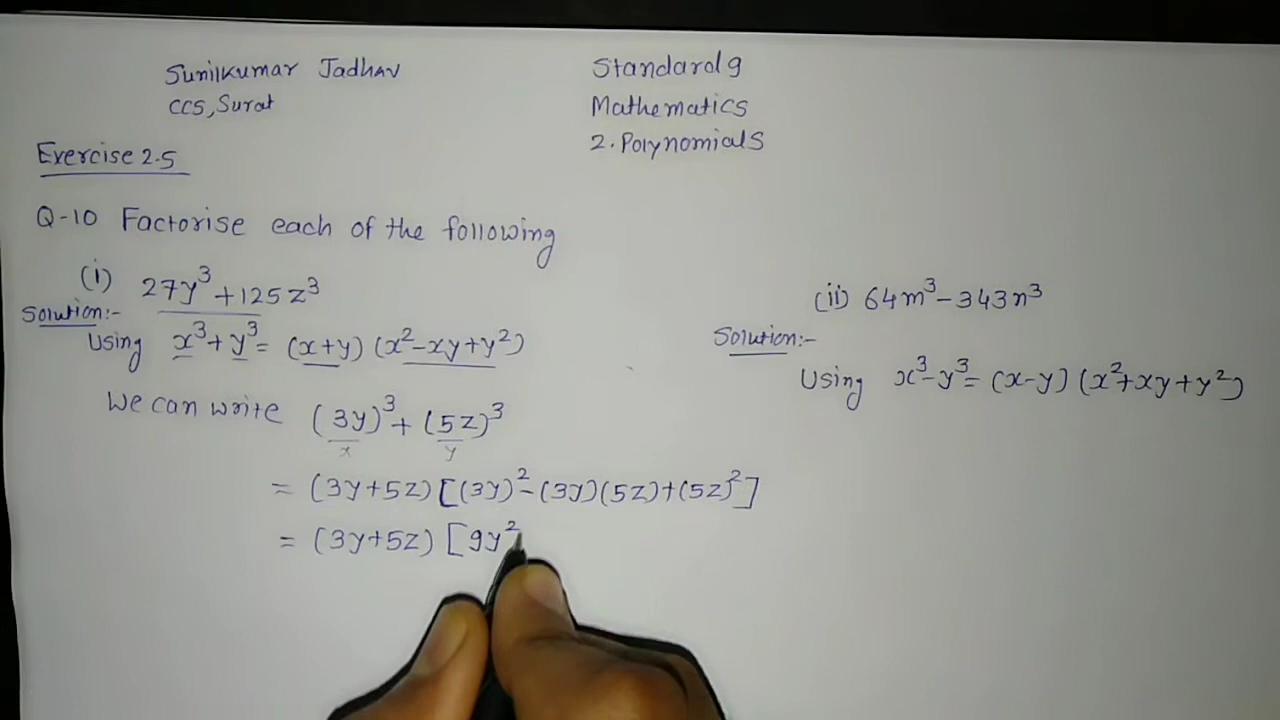 Sunilkumar Jadhav
CCS, Surat
Standard 9
Mathematics
2. Polynomials
Exercise 2.5
Q-10 Factorise each of the following
(i) 27y³+125z³
Solution:-
Using x³+y³= (x+y) (x²-xy+y²)
We can write (3y)³+(5z)³
x y
= (3y+5z) [(3y)²-(3y)(5z)+(5z)²]
= (3y+5z) [9y²
(ii) 64m³-343n³
Solution:-
Using x³-y³= (x-y) (x²+xy+y²)